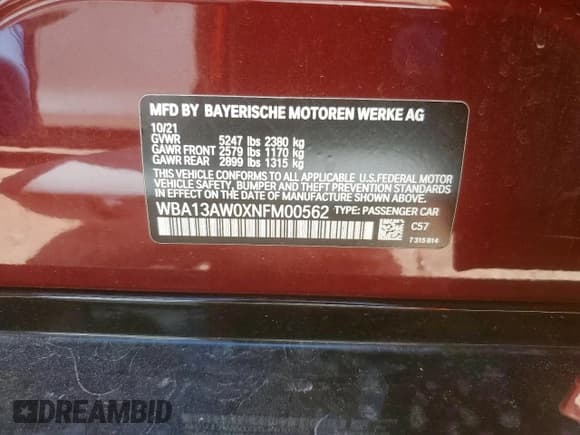 MFD BY BAYERISCHE MOTOREN WERKE AG
10/21
GVWR 5247 lbs 2380 kg
GAWR FRONT 2579 lbs 1170 kg
GAWR REAR 2899 lbs 1315 kg
THIS VEHICLE CONFORMS TO ALL APPLICABLE U.S.FEDERAL MOTOR
VEHICLE SAFETY, BUMPER AND THEFT PREVENTION STANDARDS
IN EFFECT ON THE DATE OF MANUFACTURE SHOWN ABOVE.
WBA13AW0XNFM00562 TYPE: PASSENGER CAR
C57
7 315 814
DREAMBID